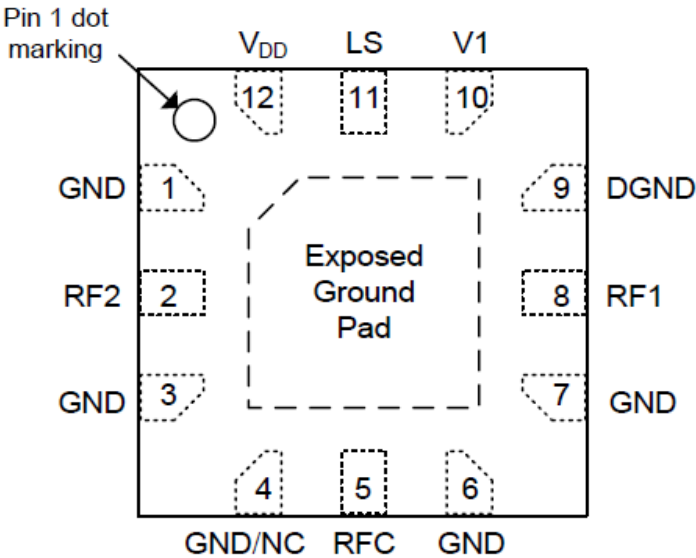 Pin 1 dot
marking
V_DD LS V1
12 11 10
GND 1 9 DGND
Exposed
Ground
Pad
RF2 2 8 RF1
GND 3 7 GND
4 5 6
GND/NC RFC GND